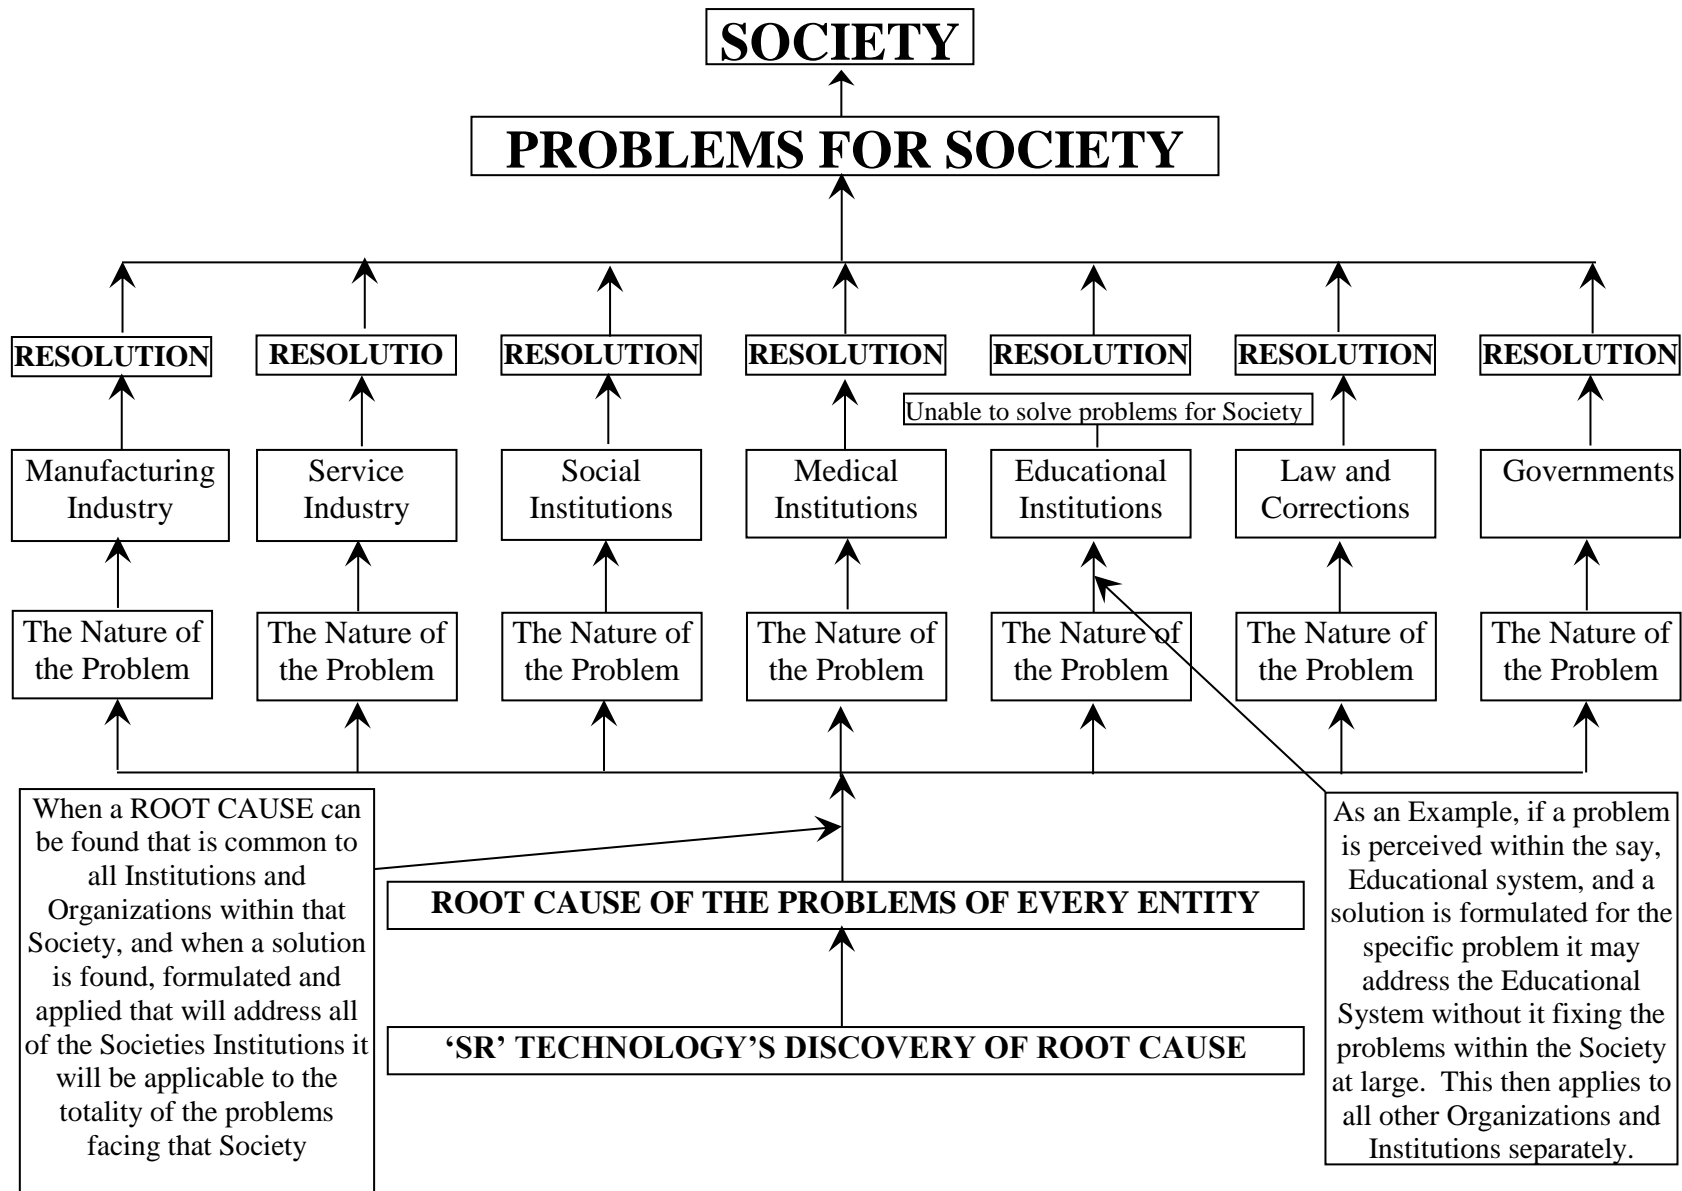 SOCIETY
PROBLEMS FOR SOCIETY
RESOLUTION
RESOLUTIO
RESOLUTION
RESOLUTION
RESOLUTION
RESOLUTION
RESOLUTION
Unable to solve problems for Society
Manufacturing
Industry
Service
Industry
Social
Institutions
Medical
Institutions
Educational
Institutions
Law and
Corrections
Governments
The Nature of
the Problem
The Nature of
the Problem
The Nature of
the Problem
The Nature of
the Problem
The Nature of
the Problem
The Nature of
the Problem
The Nature of
the Problem
When a ROOT CAUSE can
be found that is common to
all Institutions and
Organizations within that
Society, and when a solution
is found, formulated and
applied that will address all
of the Societies Institutions it
will be applicable to the
totality of the problems
facing that Society
ROOT CAUSE OF THE PROBLEMS OF EVERY ENTITY
‘SR’ TECHNOLOGY’S DISCOVERY OF ROOT CAUSE
As an Example, if a problem
is perceived within the say,
Educational system, and a
solution is formulated for the
specific problem it may
address the Educational
System without it fixing the
problems within the Society
at large.  This then applies to
all other Organizations and
Institutions separately.